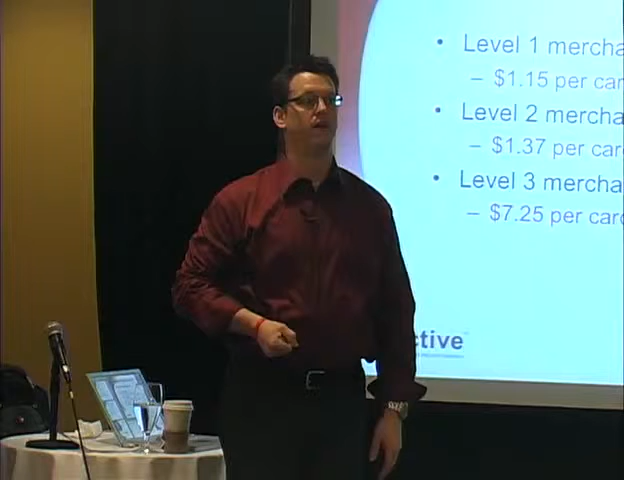 • Level 1 mercha
– $1.15 per car
• Level 2 mercha
– $1.37 per car
• Level 3 mercha
– $7.25 per card
ctive